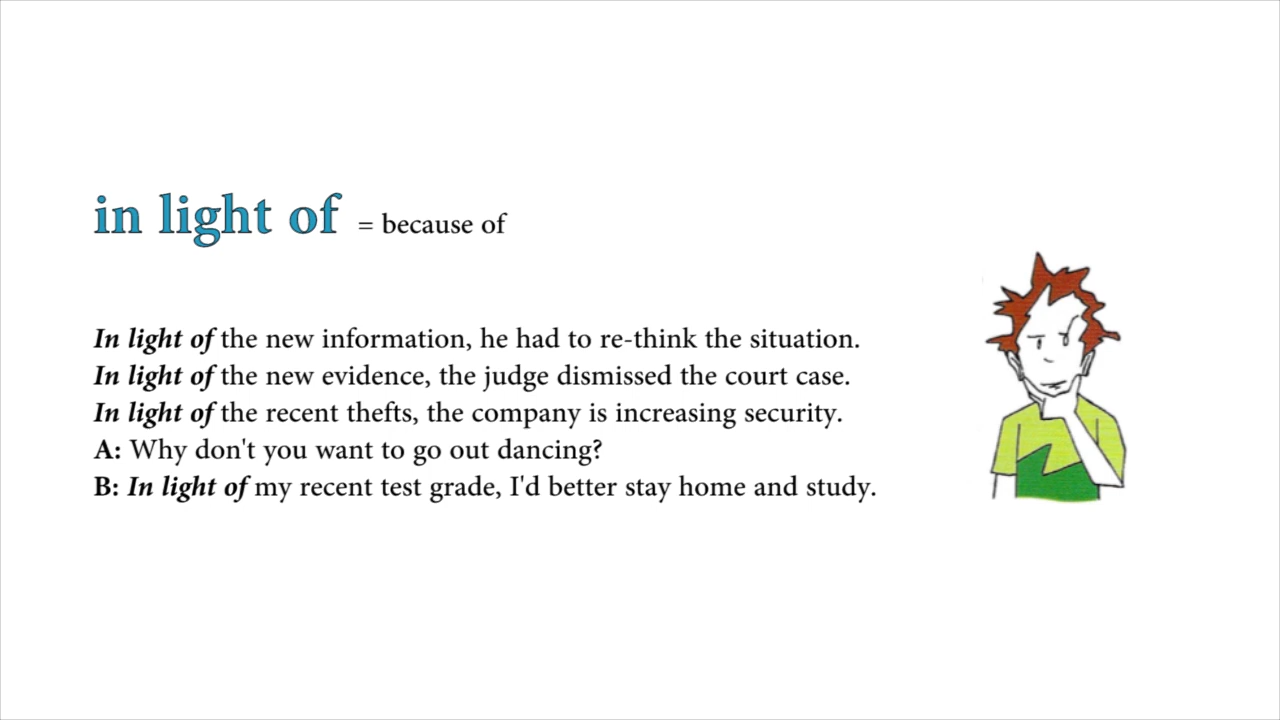 in light of = because of
In light of the new information, he had to re-think the situation.
In light of the new evidence, the judge dismissed the court case.
In light of the recent thefts, the company is increasing security.
A: Why don't you want to go out dancing?
B: In light of my recent test grade, I'd better stay home and study.